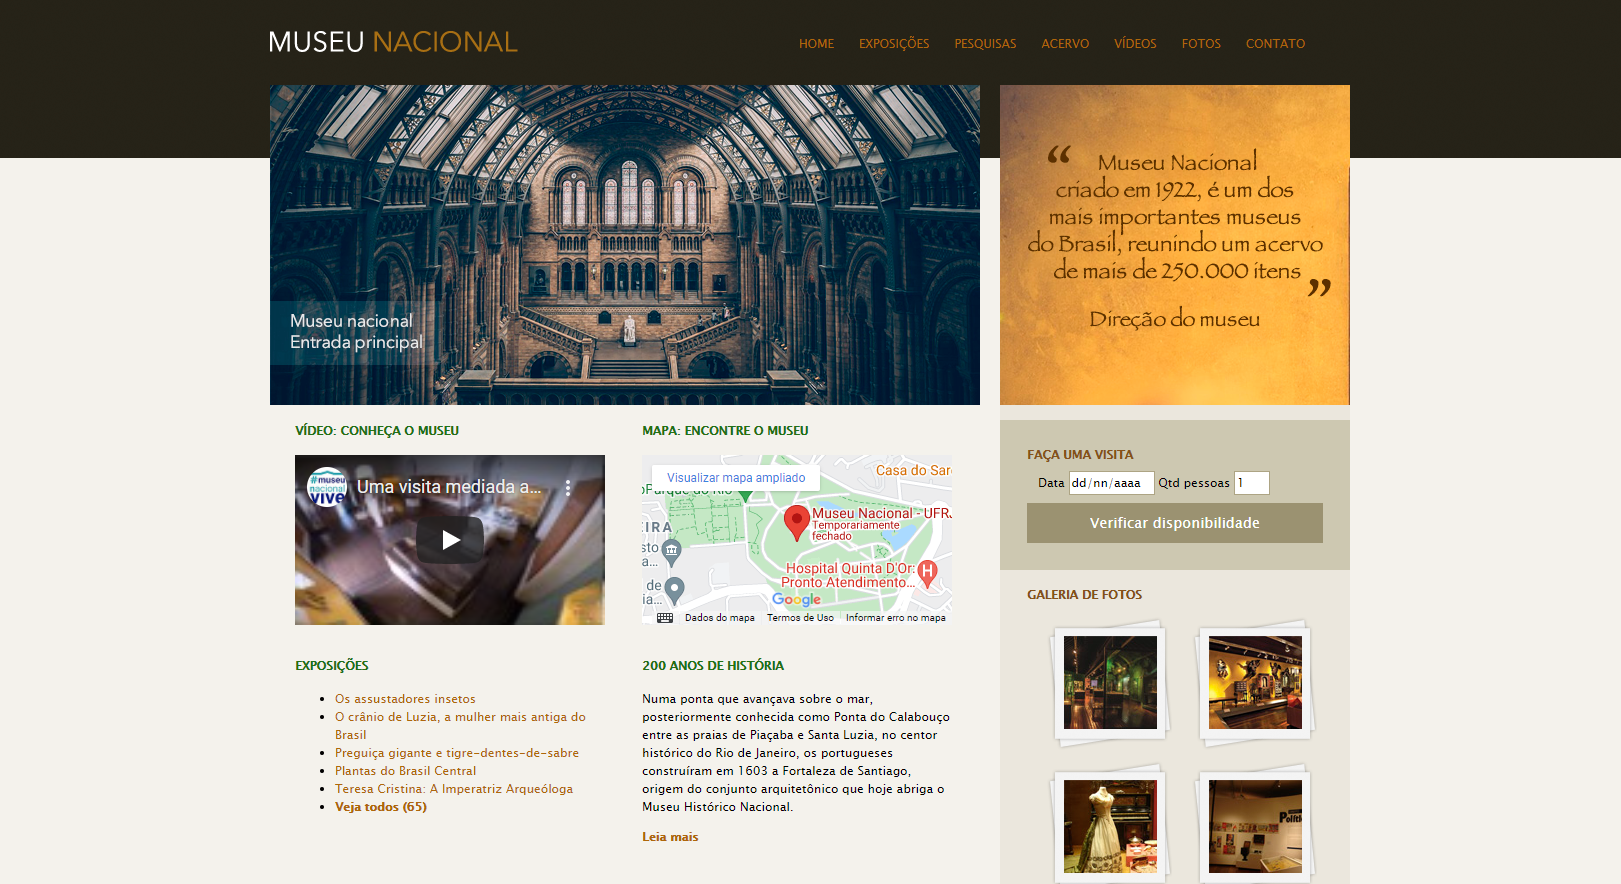 MUSEU NACIONAL
HOME EXPOSIÇÕES PESQUISAS ACERVO VÍDEOS FOTOS CONTATO
Museu nacional
Entrada principal
“ Museu Nacional
criado em 1922, é um dos
mais importantes museus
do Brasil, reunindo um acervo
de mais de 250.000 itens ”
Direção do museu
VÍDEO: CONHEÇA O MUSEU
#museu
nacional
vive
Uma visita mediada a...
MAPA: ENCONTRE O MUSEU
Visualizar mapa ampliado
Casa do Sar
oParque do Rio
Museu Nacional - UFRJ
Temporariamente
fechado
EIRA
sto
a...
de
ia...
Hospital Quinta D'Or:
Pronto Atendimento...
Google
Dados do mapa Termos de Uso Informar erro no mapa
FAÇA UMA VISITA
Data dd/nn/aaaa Qtd pessoas 1
Verificar disponibilidade
GALERIA DE FOTOS
EXPOSIÇÕES
Os assustadores insetos
O crânio de Luzia, a mulher mais antiga do
Brasil
Preguiça gigante e tigre-dentes-de-sabre
Plantas do Brasil Central
Teresa Cristina: A Imperatriz Arqueóloga
Veja todos (65)
200 ANOS DE HISTÓRIA
Numa ponta que avançava sobre o mar,
posteriormente conhecida como Ponta do Calabouço
entre as praias de Piaçaba e Santa Luzia, no centor
histórico do Rio de Janeiro, os portugueses
construíram em 1603 a Fortaleza de Santiago,
origem do conjunto arquitetônico que hoje abriga o
Museu Histórico Nacional.
Leia mais